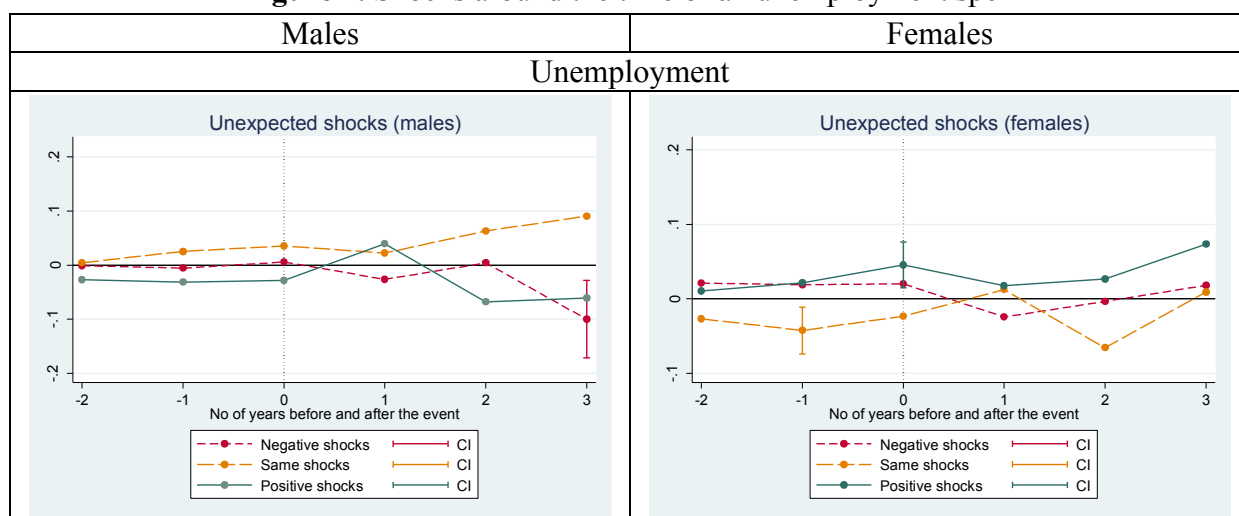 Males Females
Unemployment
Unexpected shocks (males)
.2
.1
0
-.1
-.2
-2 -1 0 1 2 3
No of years before and after the event
Negative shocks CI
Same shocks CI
Positive shocks CI
Unexpected shocks (females)
.2
.1
0
-.1
-2 -1 0 1 2 3
No of years before and after the event
Negative shocks CI
Same shocks CI
Positive shocks CI